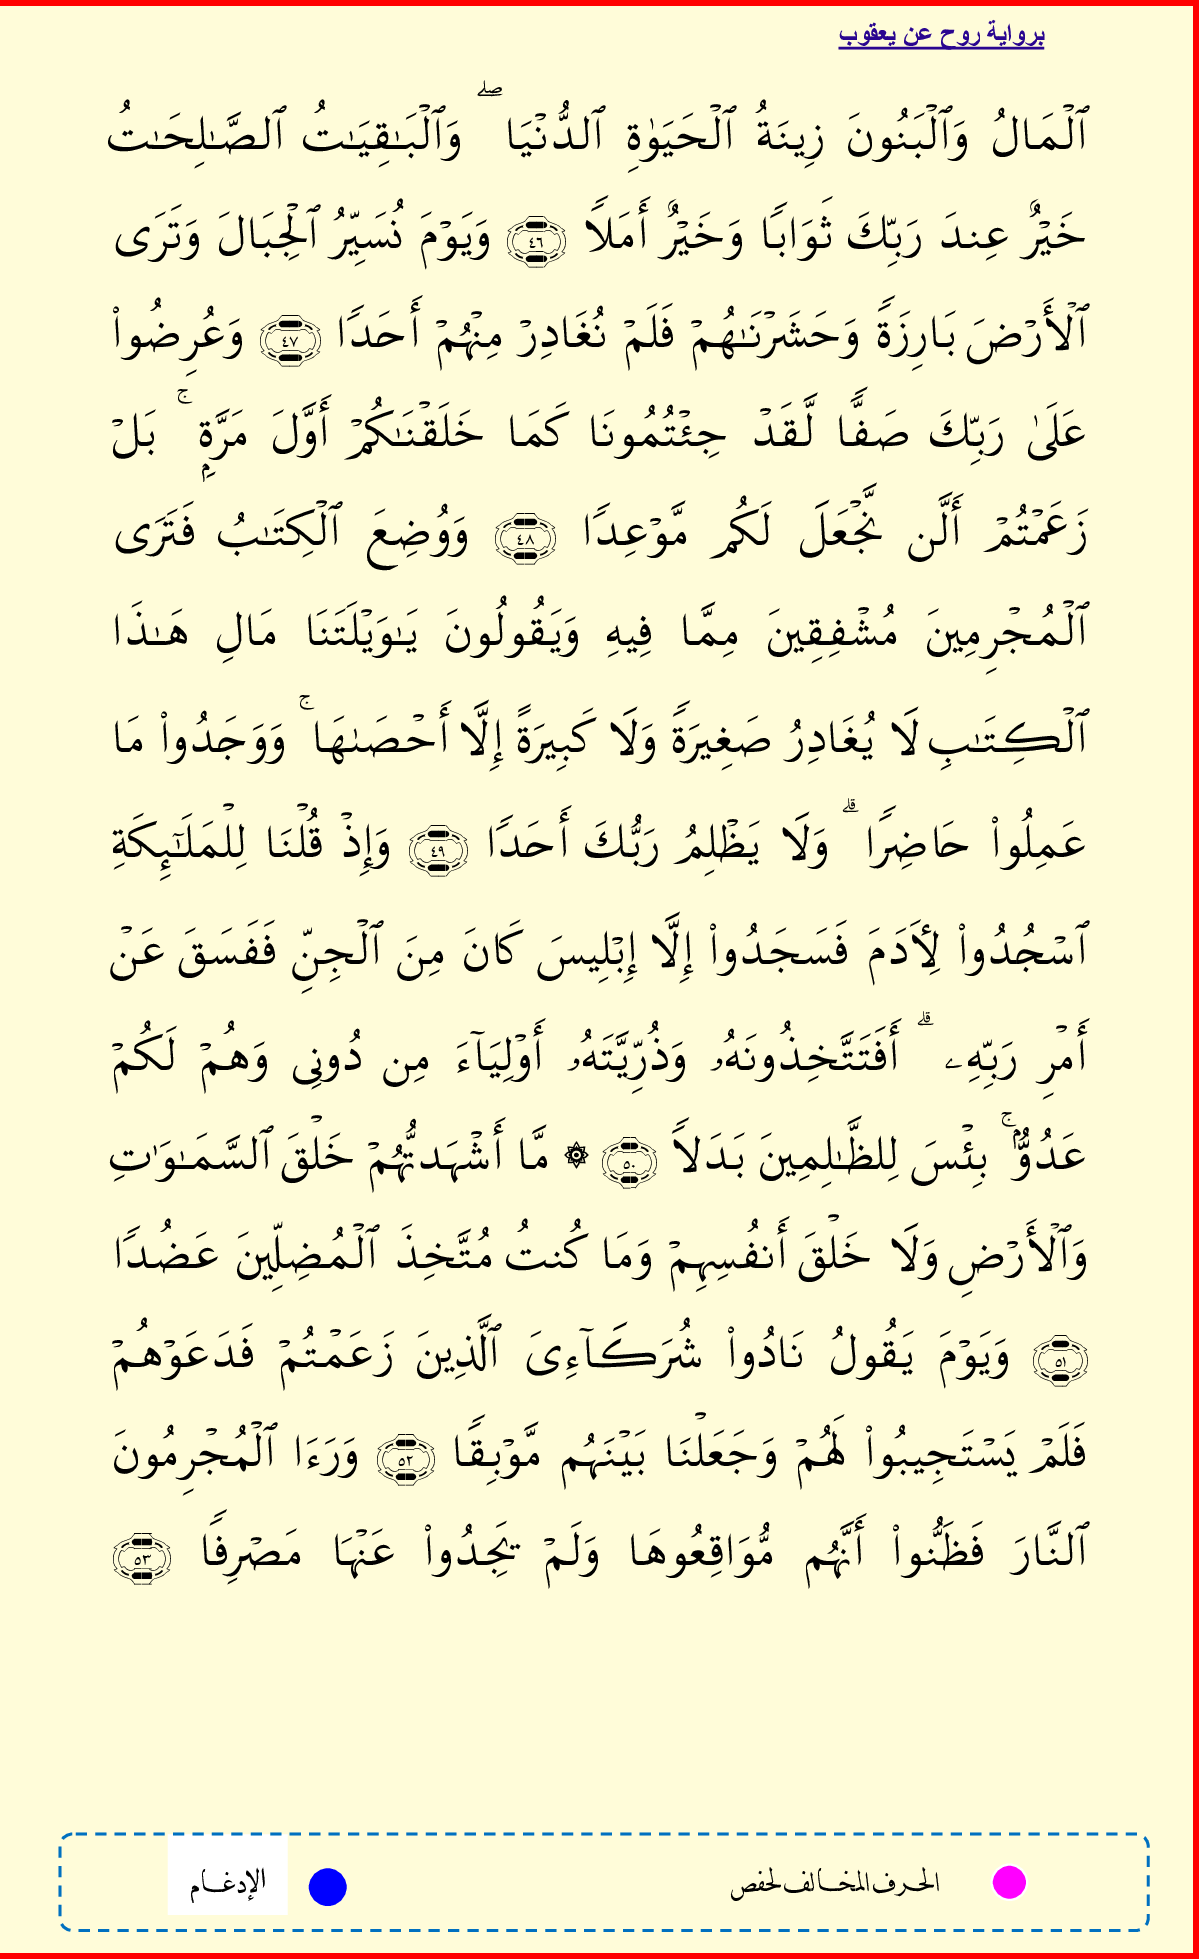 برواية روح عن يعقوب
ٱلۡمَالُ وَٱلۡبَنُونَ زِينَةُ ٱلۡحَيَوٰةِ ٱلدُّنۡيَاۖ وَٱلۡبَٰقِيَٰتُ ٱلصَّٰلِحَٰتُ
خَيۡرٌ عِندَ رَبِّكَ ثَوَابٗا وَخَيۡرٌ أَمَلٗا ٤٦ وَيَوۡمَ نُسَيِّرُ ٱلۡجِبَالَ وَتَرَى
ٱلۡأَرۡضَ بَارِزَةٗ وَحَشَرۡنَٰهُمۡ فَلَمۡ نُغَادِرۡ مِنۡهُمۡ أَحَدٗا ٤٧ وَعُرِضُواْ
عَلَىٰ رَبِّكَ صَفّٗا لَّقَدۡ جِئۡتُمُونَا كَمَا خَلَقۡنَٰكُمۡ أَوَّلَ مَرَّةِۭۚ بَلۡ
زَعَمۡتُمۡ أَلَّن نَّجۡعَلَ لَكُم مَّوۡعِدٗا ٤٨ وَوُضِعَ ٱلۡكِتَٰبُ فَتَرَى
ٱلۡمُجۡرِمِينَ مُشۡفِقِينَ مِمَّا فِيهِ وَيَقُولُونَ يَٰوَيۡلَتَنَا مَالِ هَٰذَا
ٱلۡكِتَٰبِ لَا يُغَادِرُ صَغِيرَةٗ وَلَا كَبِيرَةً إِلَّا أَحۡصَىٰهَاۚ وَوَجَدُواْ مَا
عَمِلُواْ حَاضِرٗاۗ وَلَا يَظۡلِمُ رَبُّكَ أَحَدٗا ٤٩ وَإِذۡ قُلۡنَا لِلۡمَلَٰٓئِكَةِ
ٱسۡجُدُواْ لِأٓدَمَ فَسَجَدُواْ إِلَّا إِبۡلِيسَ كَانَ مِنَ ٱلۡجِنِّ فَفَسَقَ عَنۡ
أَمۡرِ رَبِّهِۦۗ أَفَتَتَّخِذُونَهُۥ وَذُرِّيَّتَهُۥ أَوۡلِيَآءَ مِن دُونِي وَهُمۡ لَكُمۡ
عَدُوُّۢۚ بِئۡسَ لِلظَّٰلِمِينَ بَدَلٗا ٥٠ ۞ مَّا أَشۡهَدتُّهُمۡ خَلۡقَ ٱلسَّمَٰوَٰتِ
وَٱلۡأَرۡضِ وَلَا خَلۡقَ أَنفُسِهِمۡ وَمَا كُنتُ مُتَّخِذَ ٱلۡمُضِلِّينَ عَضُدٗا
٥١ وَيَوۡمَ يَقُولُ نَادُواْ شُرَكَآءِيَ ٱلَّذِينَ زَعَمۡتُمۡ فَدَعَوۡهُمۡ
فَلَمۡ يَسۡتَجِيبُواْ لَهُمۡ وَجَعَلۡنَا بَيۡنَهُم مَّوۡبِقٗا ٥٢ وَرَءَا ٱلۡمُجۡرِمُونَ
ٱلنَّارَ فَظَنُّواْ أَنَّهُم مُّوَاقِعُوهَا وَلَمۡ يَجِدُواْ عَنۡهَا مَصۡرِفٗا ٥٣
الحرف المخالف لحفص الإدغام